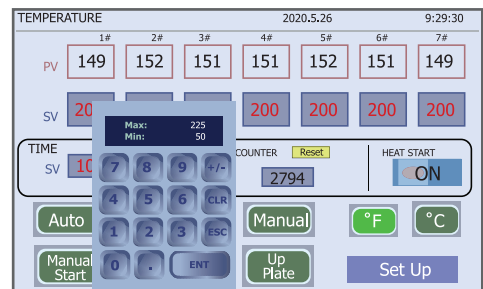 TEMPERATURE 2020.5.26 9:29:30
1# 2# 3# 4# 5# 6# 7#
PV 149 152 151 151 152 151 149
SV 20 200 200 200 200
Max: 225
Min: 50
TIME
SV 10
COUNTER Reset
2794
HEAT START
ON
7 8 9 +/-
4 5 6 CLR
1 2 3 ESC
0 . ENT
Auto Manual °F °C
Manual Start
Up Plate
Set Up